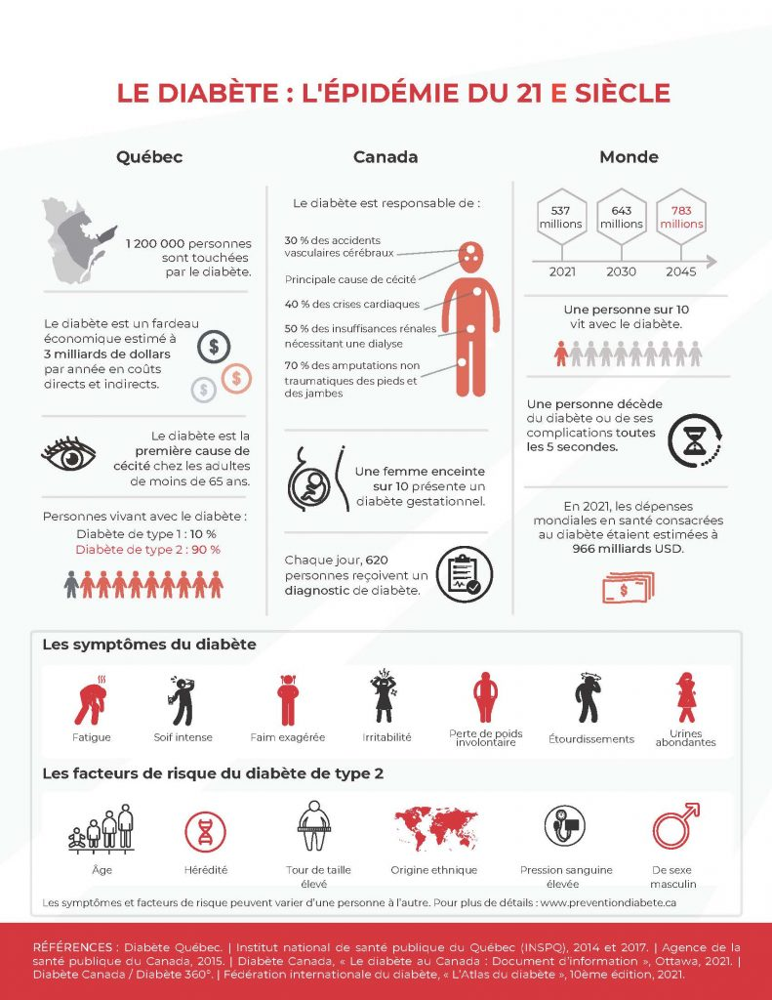 LE DIABÈTE : L'ÉPIDÉMIE DU 21 E SIÈCLE
Québec
1 200 000 personnes
sont touchées
par le diabète.
Le diabète est un fardeau
économique estimé à
3 milliards de dollars
par année en coûts
directs et indirects.
$
$
$
Le diabète est la
première cause de
cécité chez les adultes
de moins de 65 ans.
Personnes vivant avec le diabète :
Diabète de type 1 : 10 %
Diabète de type 2 : 90 %
Canada
Le diabète est responsable de :
30 % des accidents
vasculaires cérébraux
Principale cause de cécité
40 % des crises cardiaques
50 % des insuffisances rénales
nécessitant une dialyse
70 % des amputations non
traumatiques des pieds et
des jambes
Une femme enceinte
sur 10 présente un
diabète gestationnel.
Chaque jour, 620
personnes reçoivent un
diagnostic de diabète.
Monde
537
millions
643
millions
783
millions
2021
2030
2045
Une personne sur 10
vit avec le diabète.
Une personne décède
du diabète ou de ses
complications toutes
les 5 secondes.
En 2021, les dépenses
mondiales en santé consacrées
au diabète étaient estimées à
966 milliards USD.
$
Les symptômes du diabète
Fatigue
Soif intense
Faim exagérée
Irritabilité
Perte de poids
involontaire
Étourdissements
Urines
abondantes
Les facteurs de risque du diabète de type 2
Âge
Hérédité
Tour de taille
élevé
Origine ethnique
Pression sanguine
élevée
De sexe
masculin
Les symptômes et facteurs de risque peuvent varier d'une personne à l'autre. Pour plus de détails : www.preventiondiabete.ca
RÉFÉRENCES : Diabète Québec. | Institut national de santé publique du Québec (INSPQ), 2014 et 2017. | Agence de la
santé publique du Canada, 2015. | Diabète Canada, « Le diabète au Canada : Document d'information », Ottawa, 2021. |
Diabète Canada / Diabète 360°. | Fédération internationale du diabète, « L'Atlas du diabète », 10ème édition, 2021.